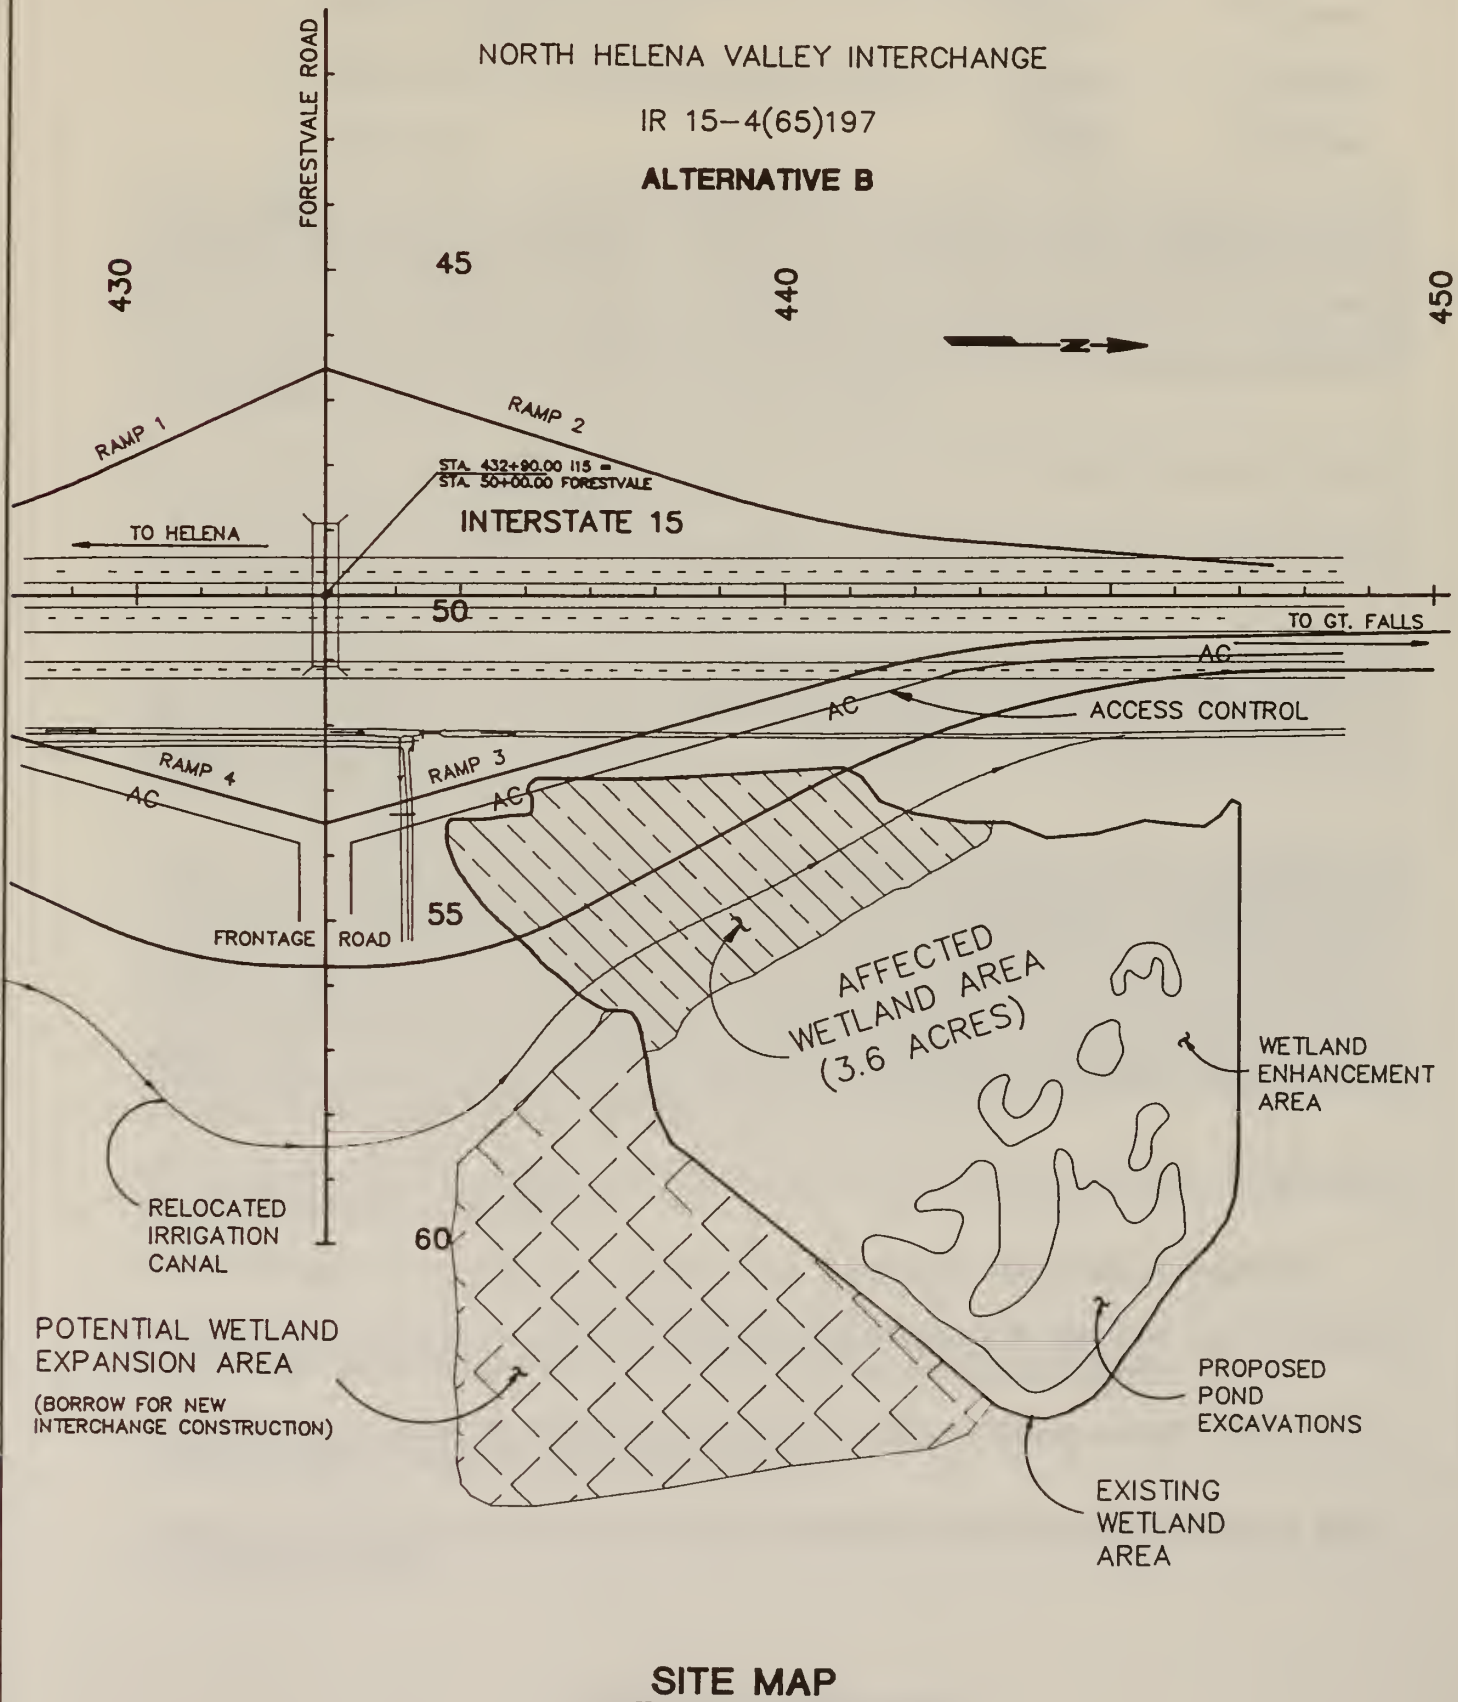 NORTH HELENA VALLEY INTERCHANGE
IR 15-4(65)197
ALTERNATIVE B
FORESTVALE ROAD
430
45
440
450
N
RAMP 1
RAMP 2
STA. 432+90.00 I15 =
STA. 50+00.00 FORESTVALE
INTERSTATE 15
TO HELENA
50
TO GT. FALLS
AC
AC
ACCESS CONTROL
RAMP 4
RAMP 3
AC
AC
55
FRONTAGE ROAD
AFFECTED
WETLAND AREA
(3.6 ACRES)
WETLAND
ENHANCEMENT
AREA
RELOCATED
IRRIGATION
CANAL
60
POTENTIAL WETLAND
EXPANSION AREA
(BORROW FOR NEW
INTERCHANGE CONSTRUCTION)
PROPOSED
POND
EXCAVATIONS
EXISTING
WETLAND
AREA
SITE MAP